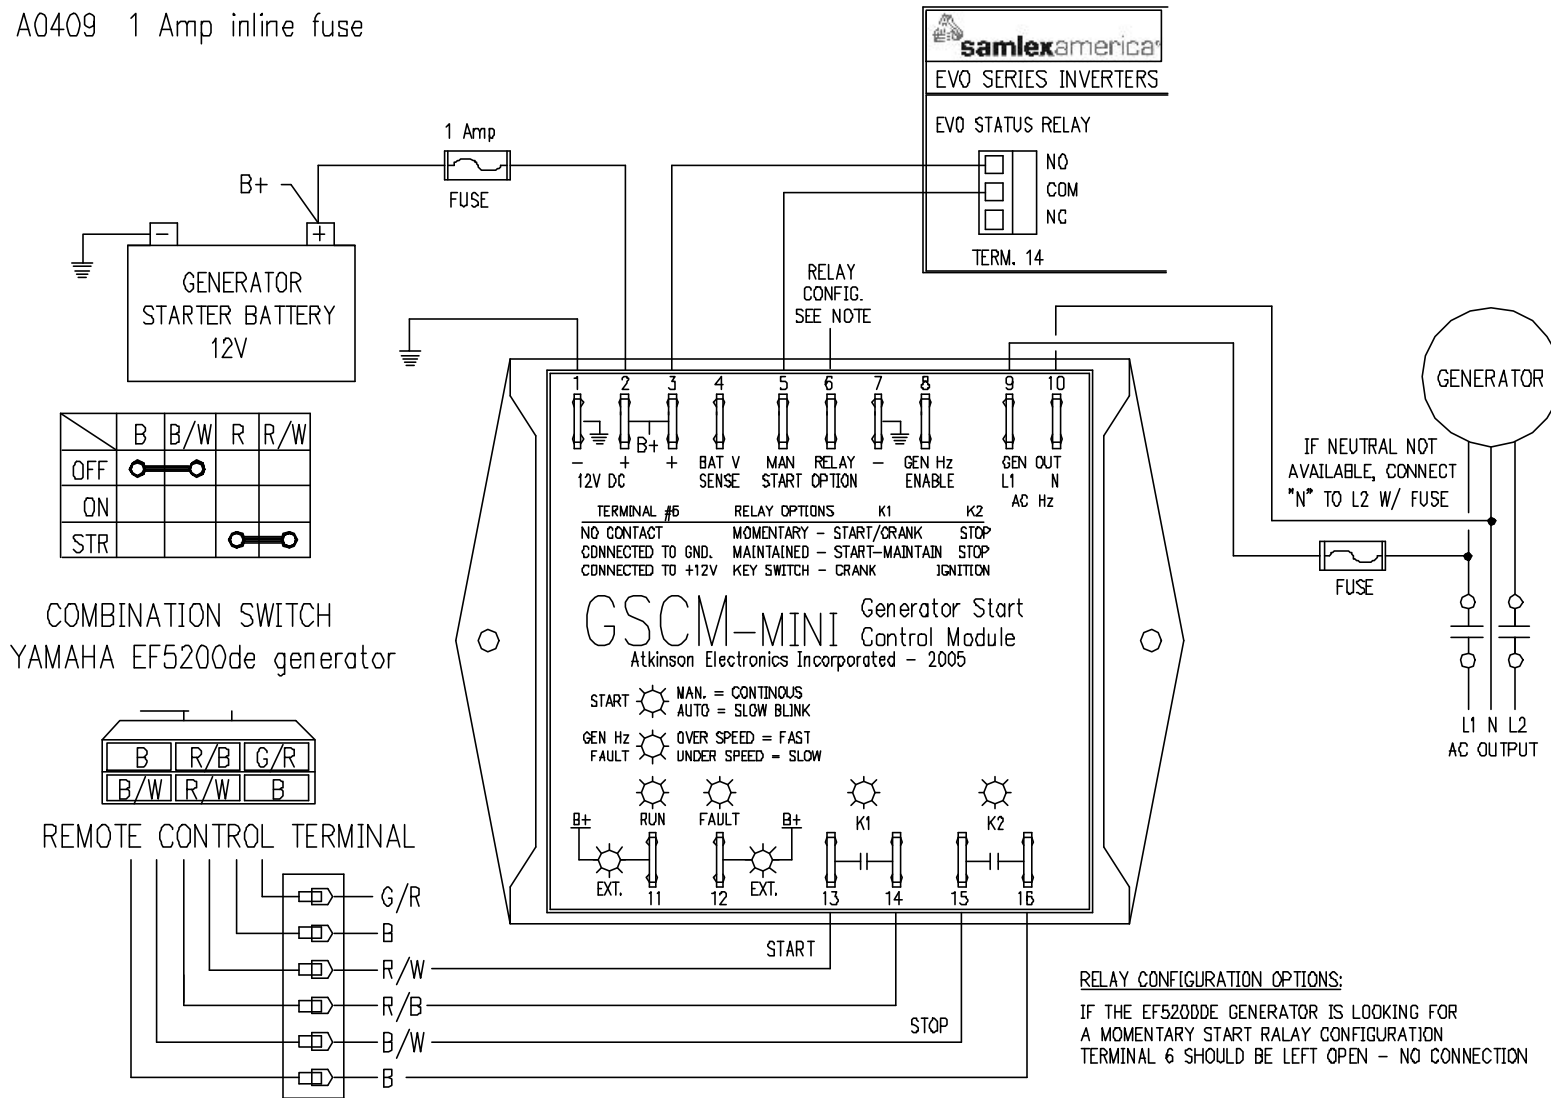 A0409 1 Amp inline fuse
samlexamerica®
EVO SERIES INVERTERS
EVO STATUS RELAY
NO
COM
NC
TERM. 14
1 Amp
FUSE
B+
-
+
GENERATOR
STARTER BATTERY
12V
RELAY
CONFIG.
SEE NOTE
GENERATOR
IF NEUTRAL NOT
AVAILABLE, CONNECT
"N" TO L2 W/ FUSE
FUSE
L1 N L2
AC OUTPUT
B B/W R R/W
OFF
ON
STR
COMBINATION SWITCH
YAMAHA EF5200de generator
B R/B G/R
B/W R/W B
REMOTE CONTROL TERMINAL
G/R
B
R/W
R/B
B/W
B
1 2 3 4 5 6 7 8 9 10
B+
- + + BAT V MAN RELAY - GEN Hz GEN OUT
12V DC SENSE START OPTION ENABLE L1 N
AC Hz
TERMINAL #6 RELAY OPTIONS K1 K2
NO CONTACT MOMENTARY - START/CRANK STOP
CONNECTED TO GND. MAINTAINED - START-MAINTAIN STOP
CONNECTED TO +12V KEY SWITCH - CRANK IGNITION
GSCM-MINI Generator Start
Control Module
Atkinson Electronics Incorporated - 2005
START MAN. = CONTINOUS
AUTO = SLOW BLINK
GEN Hz OVER SPEED = FAST
FAULT UNDER SPEED = SLOW
B+ RUN FAULT B+ K1 K2
EXT. EXT.
11 12 13 14 15 16
START
STOP
RELAY CONFIGURATION OPTIONS:
IF THE EF5200DE GENERATOR IS LOOKING FOR
A MOMENTARY START RALAY CONFIGURATION
TERMINAL 6 SHOULD BE LEFT OPEN - NO CONNECTION